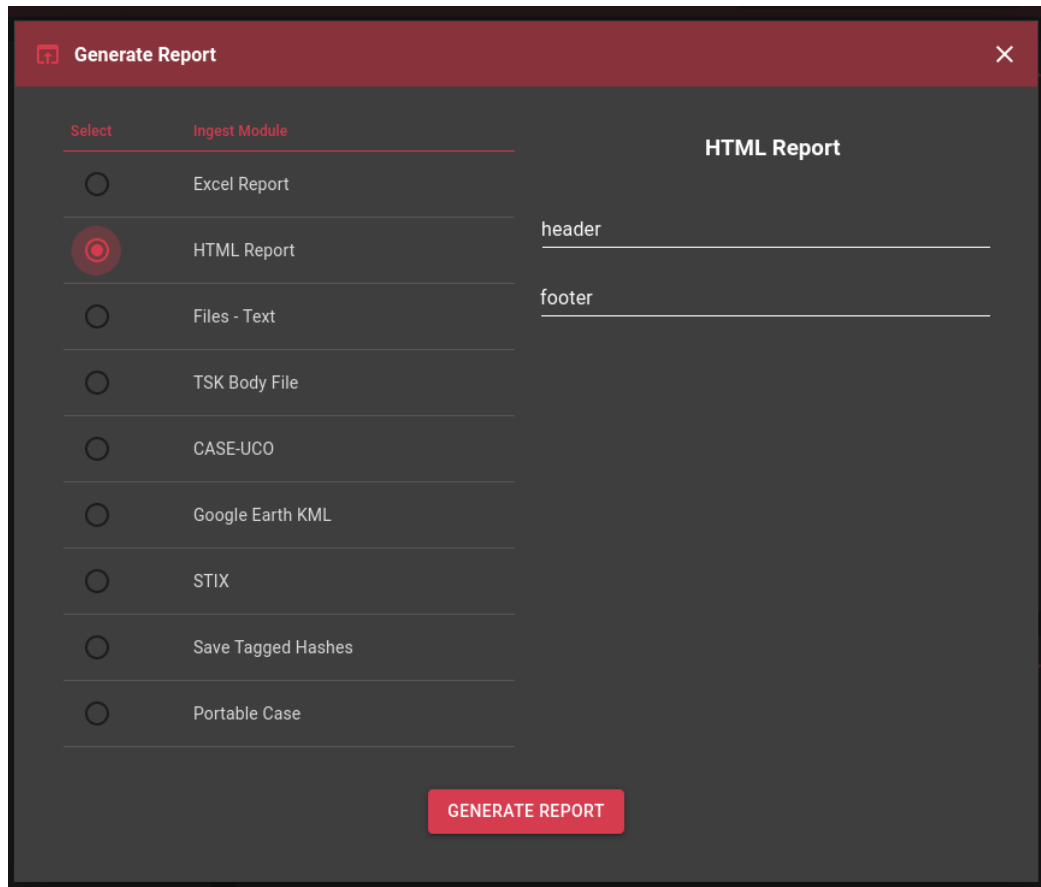 Generate Report
Select Ingest Module
Excel Report
HTML Report
Files - Text
TSK Body File
CASE-UCO
Google Earth KML
STIX
Save Tagged Hashes
Portable Case
HTML Report
header
footer
GENERATE REPORT